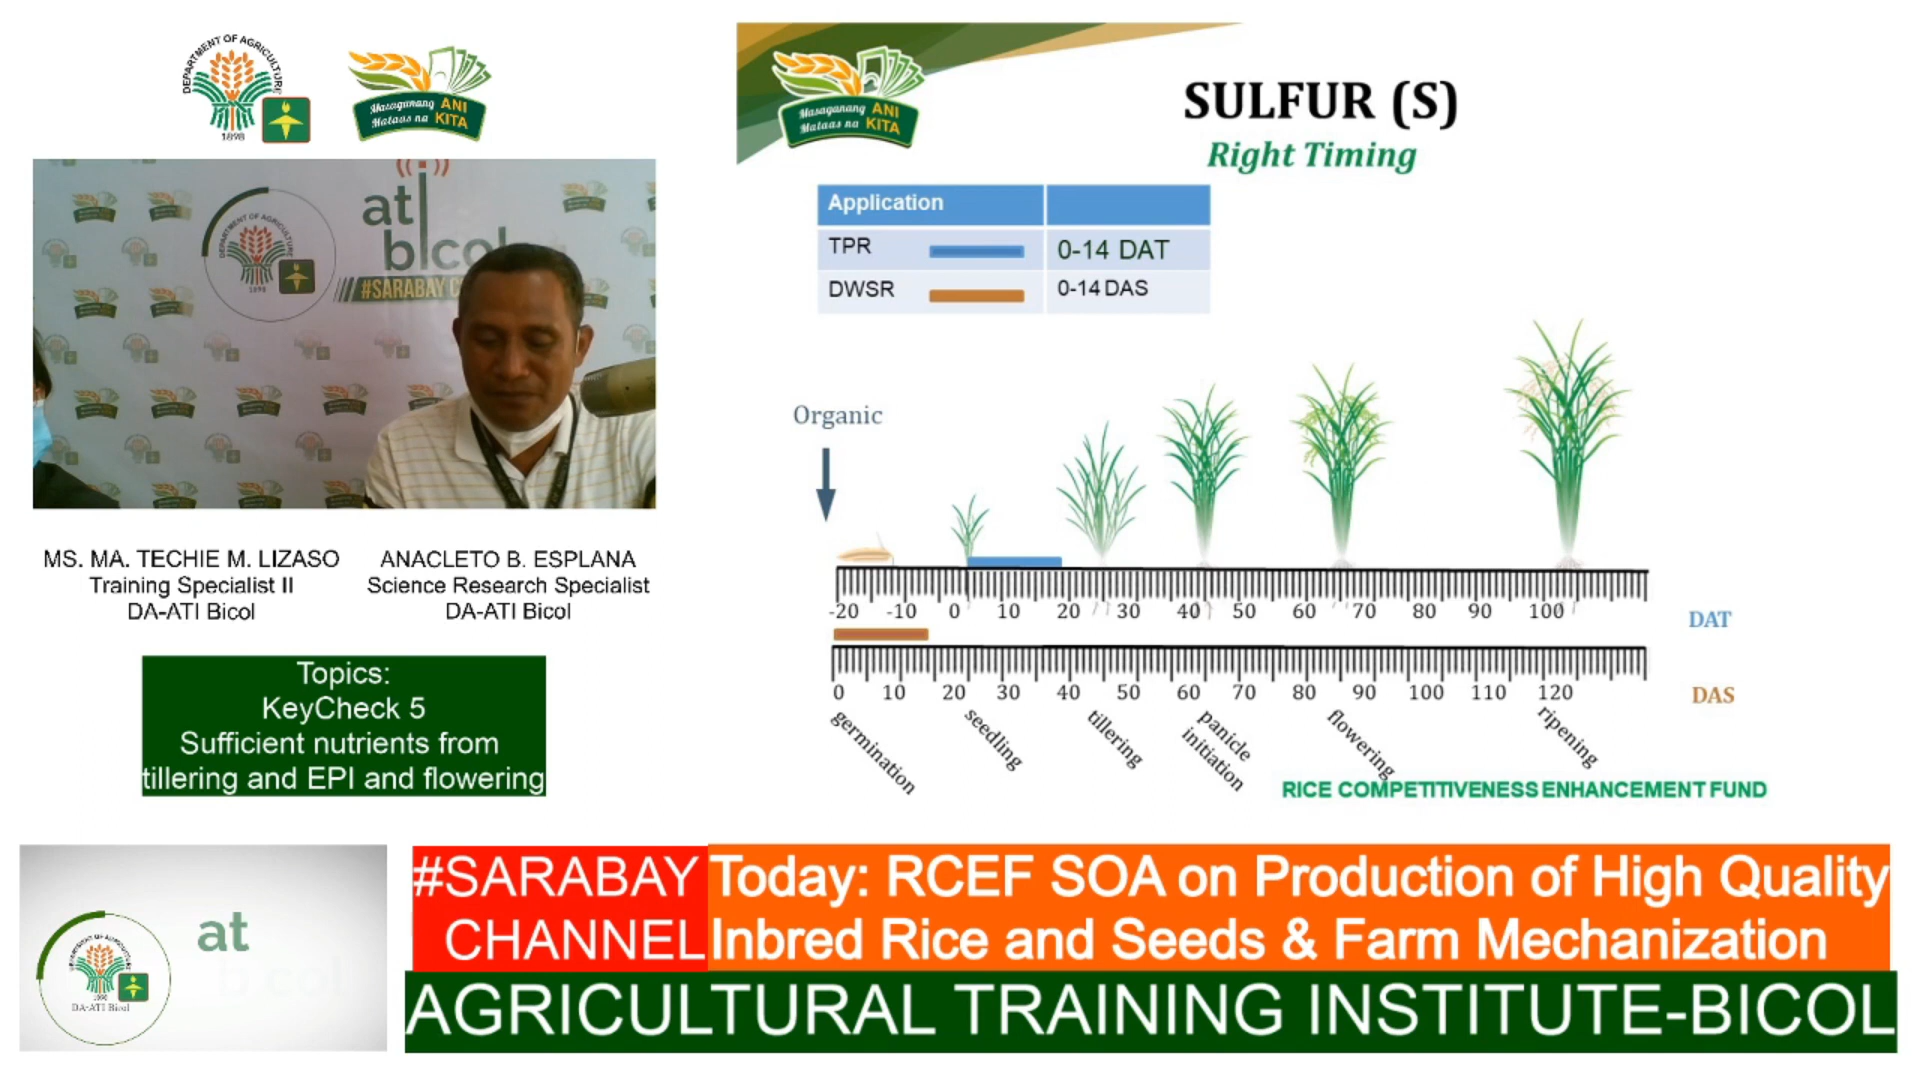 DEPARTMENT OF AGRICULTURE
1898
Masaganang ANI
Mataas na KITA
DEPARTMENT OF AGRICULTURE
1898
ati
bicol
#SARABAY C
MS. MA. TECHIE M. LIZASO
Training Specialist II
DA-ATI Bicol
ANACLETO B. ESPLANA
Science Research Specialist
DA-ATI Bicol
Topics:
KeyCheck 5
Sufficient nutrients from
tillering and EPI and flowering
Masaganang ANI
Mataas na KITA
SULFUR (S)
Right Timing
Application
TPR 0-14 DAT
DWSR 0-14 DAS
Organic
-20 -10 0 10 20 30 40 50 60 70 80 90 100
DAT
0 10 20 30 40 50 60 70 80 90 100 110 120
DAS
germination
seedling
tillering
panicle
initiation
flowering
ripening
RICE COMPETITIVENESS ENHANCEMENT FUND
at
bicol
DA-ATI Bicol
#SARABAY
CHANNEL
Today: RCEF SOA on Production of High Quality
Inbred Rice and Seeds & Farm Mechanization
AGRICULTURAL TRAINING INSTITUTE-BICOL